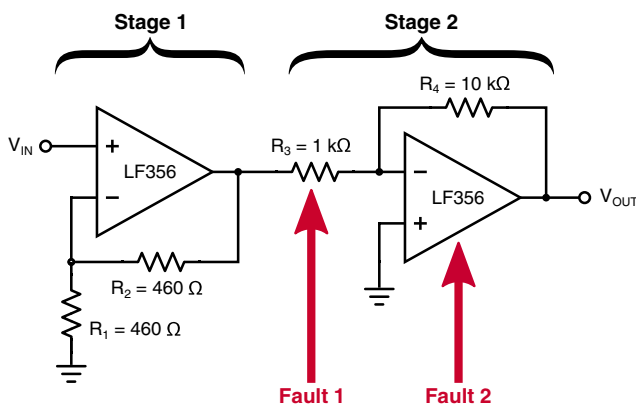 Stage 1
Stage 2
R4 = 10 kΩ
VIN
+
LF356
−
R3 = 1 kΩ
−
LF356
+
VOUT
R2 = 460 Ω
R1 = 460 Ω
Fault 1
Fault 2